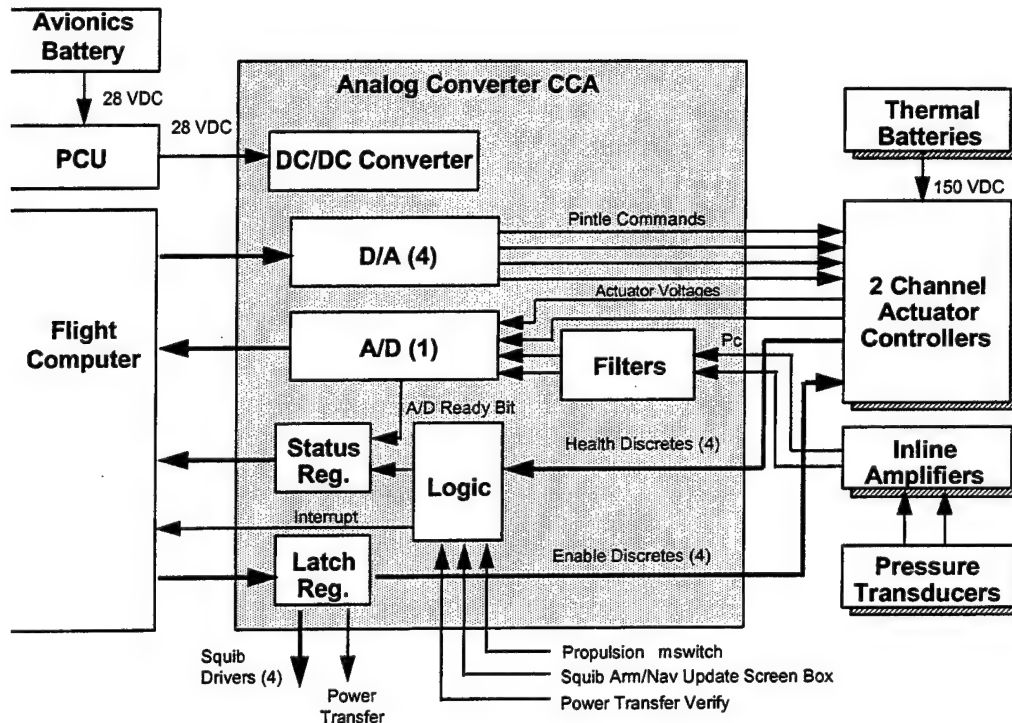 Avionics
Battery
28 VDC
PCU
28 VDC
Analog Converter CCA
DC/DC Converter
Thermal
Batteries
150 VDC
Pintle Commands
D/A (4)
Actuator Voltages
2 Channel
Actuator
Controllers
Flight
Computer
A/D (1)
Filters
Pc
A/D Ready Bit
Status
Reg.
Logic
Health Discretes (4)
Inline
Amplifiers
Interrupt
Latch
Reg.
Enable Discretes (4)
Pressure
Transducers
Squib
Drivers (4)
Power
Transfer
Propulsion mswitch
Squib Arm/Nav Update Screen Box
Power Transfer Verify